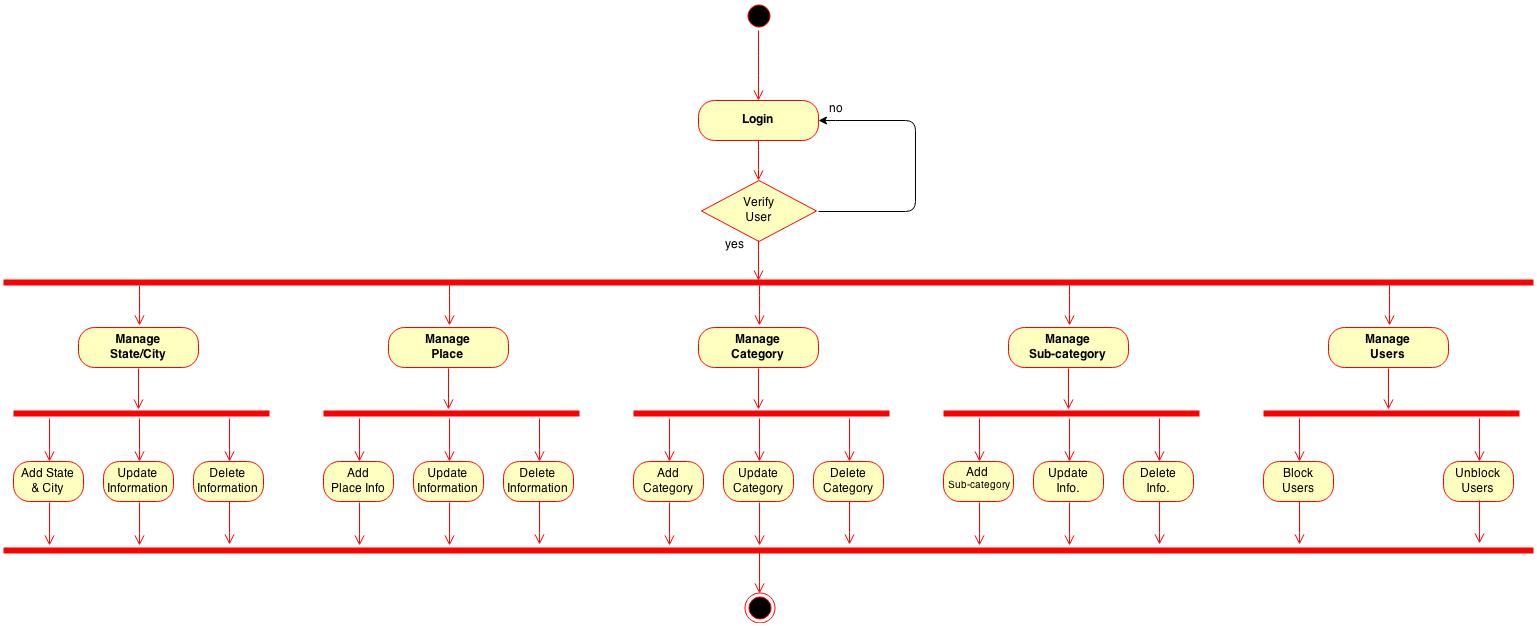 no
Login
Verify
User
yes
Manage
State/City
Manage
Place
Manage
Category
Manage
Sub-category
Manage
Users
Add State
& City
Update
Information
Delete
Information
Add
Place Info
Update
Information
Delete
Information
Add
Category
Update
Category
Delete
Category
Add
Sub-category
Update
Info.
Delete
Info.
Block
Users
Unblock
Users